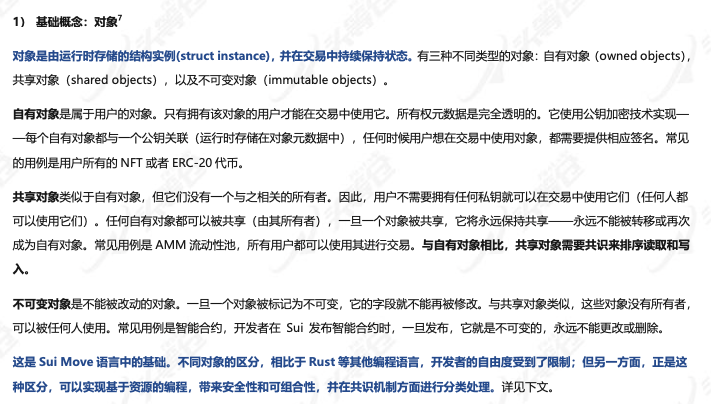 1） 基础概念：对象7
对象是由运行时存储的结构实例(struct instance)，并在交易中持续保持状态。有三种不同类型的对象：自有对象（owned objects），
共享对象（shared objects），以及不可变对象（immutable objects）。
自有对象是属于用户的对象。只有拥有该对象的用户才能在交易中使用它。所有权元数据是完全透明的。它使用公钥加密技术实现—
—每个自有对象都与一个公钥关联（运行时存储在对象元数据中），任何时候用户想在交易中使用对象，都需要提供相应签名。常见
的用例是用户所有的 NFT 或者 ERC-20 代币。
共享对象类似于自有对象，但它们没有一个与之相关的所有者。因此，用户不需要拥有任何私钥就可以在交易中使用它们（任何人都
可以使用它们）。任何自有对象都可以被共享（由其所有者），一旦一个对象被共享，它将永远保持共享——永远不能被转移或再次
成为自有对象。常见用例是 AMM 流动性池，所有用户都可以使用其进行交易。与自有对象相比，共享对象需要共识来排序读取和写
入。
不可变对象是不能被改动的对象。一旦一个对象被标记为不可变，它的字段就不能再被修改。与共享对象类似，这些对象没有所有者，
可以被任何人使用。常见用例是智能合约，开发者在 Sui 发布智能合约时，一旦发布，它就是不可变的，永远不能更改或删除。
这是 Sui Move 语言中的基础。不同对象的区分，相比于 Rust 等其他编程语言，开发者的自由度受到了限制；但另一方面，正是这
种区分，可以实现基于资源的编程，带来安全性和可组合性，并在共识机制方面进行分类处理。详见下文。